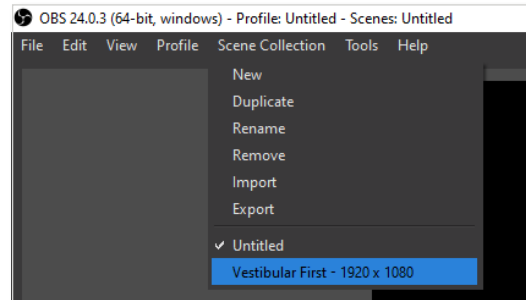 OBS 24.0.3 (64-bit, windows) - Profile: Untitled - Scenes: Untitled
File Edit View Profile Scene Collection Tools Help
New
Duplicate
Rename
Remove
Import
Export
Untitled
Vestibular First - 1920 x 1080